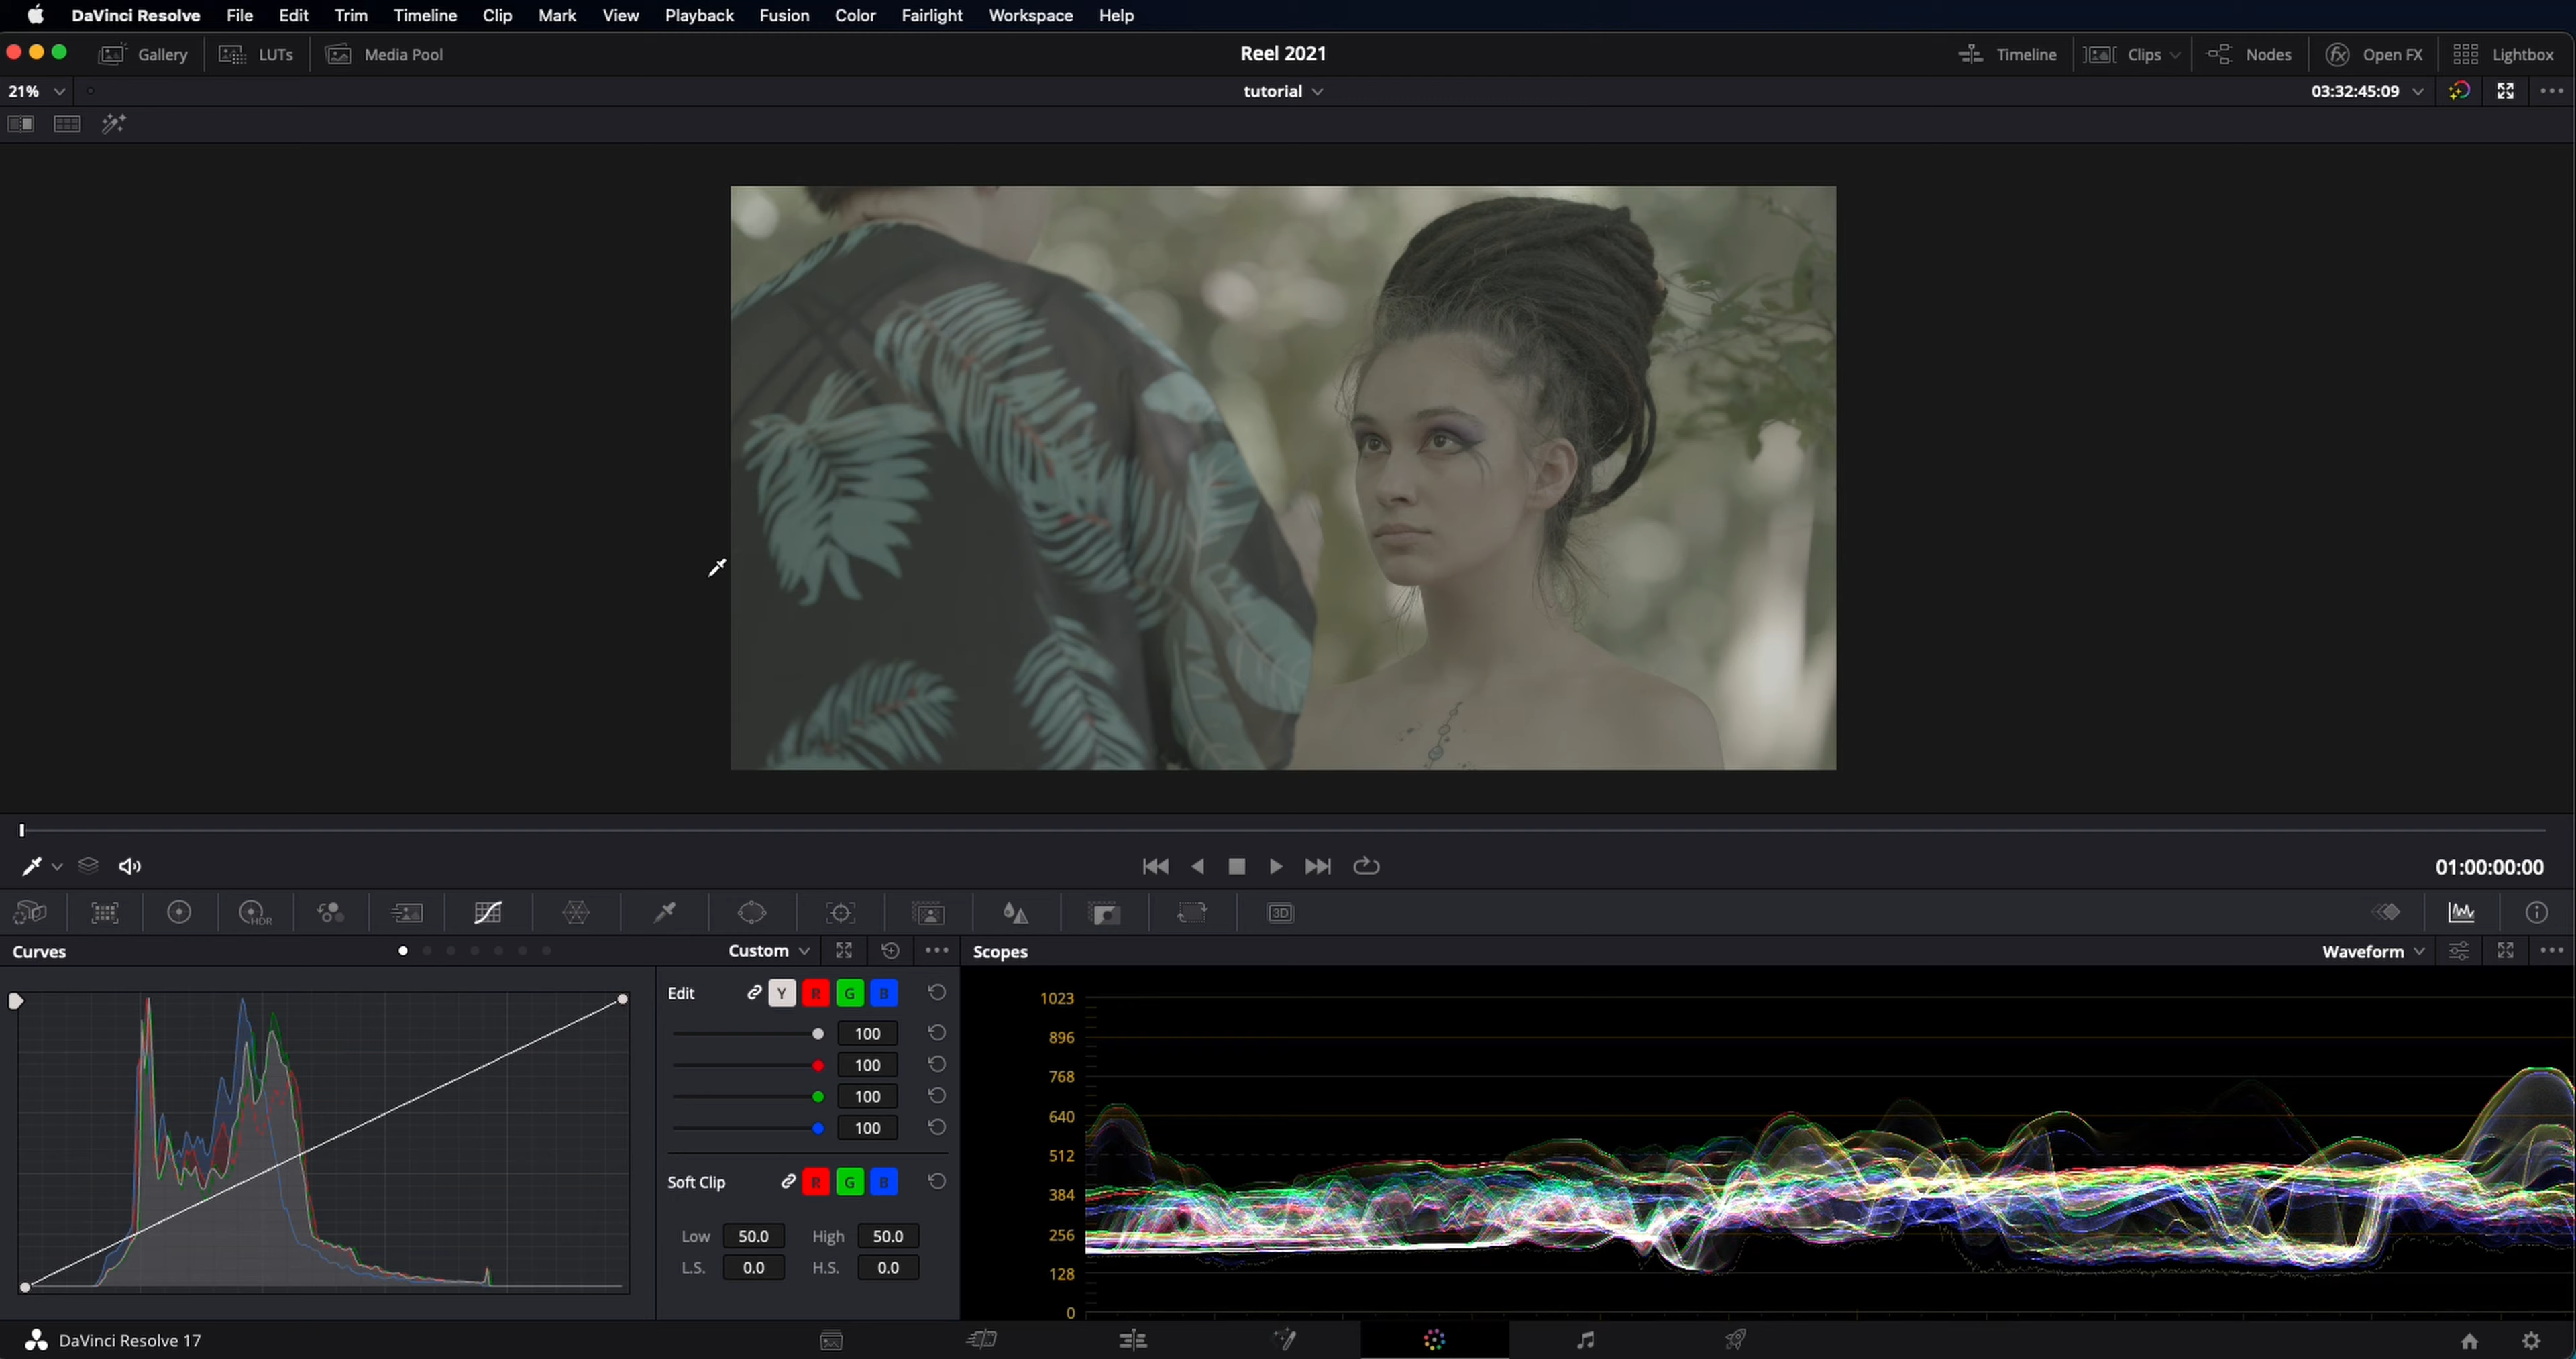 DaVinci Resolve File Edit Trim Timeline Clip Mark View Playback Fusion Color Fairlight Workspace Help
Gallery LUTs Media Pool Reel 2021 Timeline Clips Nodes fx Open FX Lightbox
21% tutorial 03:32:45:09
01:00:00:00
HDR 3D
Curves Custom Scopes Waveform
Edit Y R G B
100
100
100
100
Soft Clip R G B
Low 50.0 High 50.0
L.S. 0.0 H.S. 0.0
1023
896
768
640
512
384
256
128
0
DaVinci Resolve 17